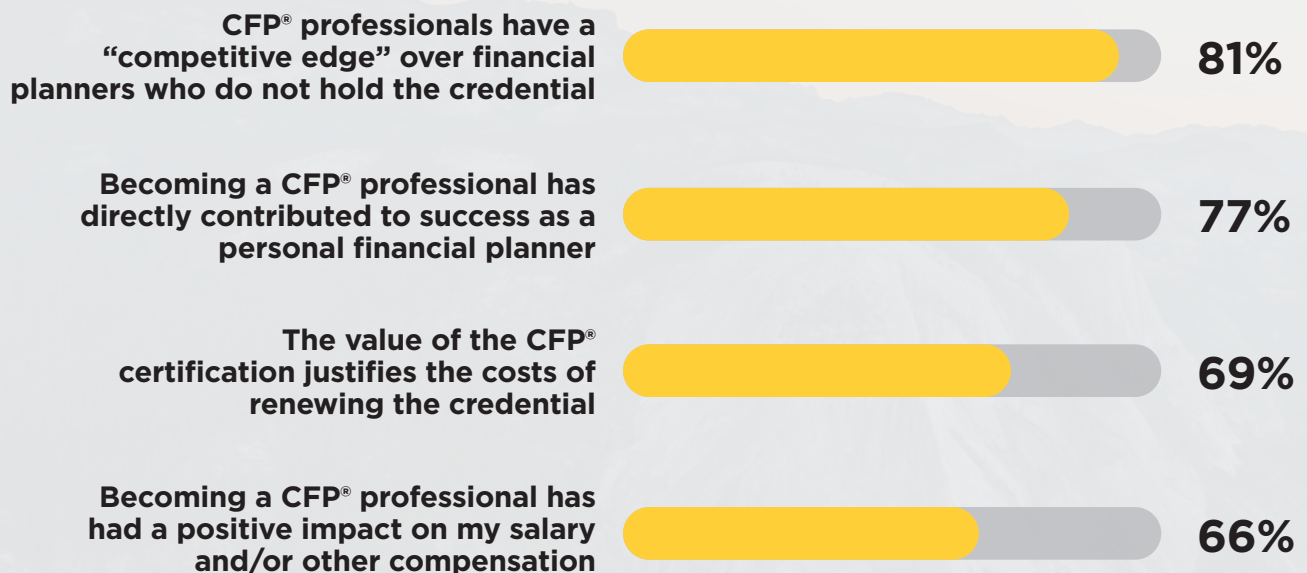 CFP® professionals have a
“competitive edge” over financial
planners who do not hold the credential
81%
Becoming a CFP® professional has
directly contributed to success as a
personal financial planner
77%
The value of the CFP®
certification justifies the costs of
renewing the credential
69%
Becoming a CFP® professional has
had a positive impact on my salary
and/or other compensation
66%